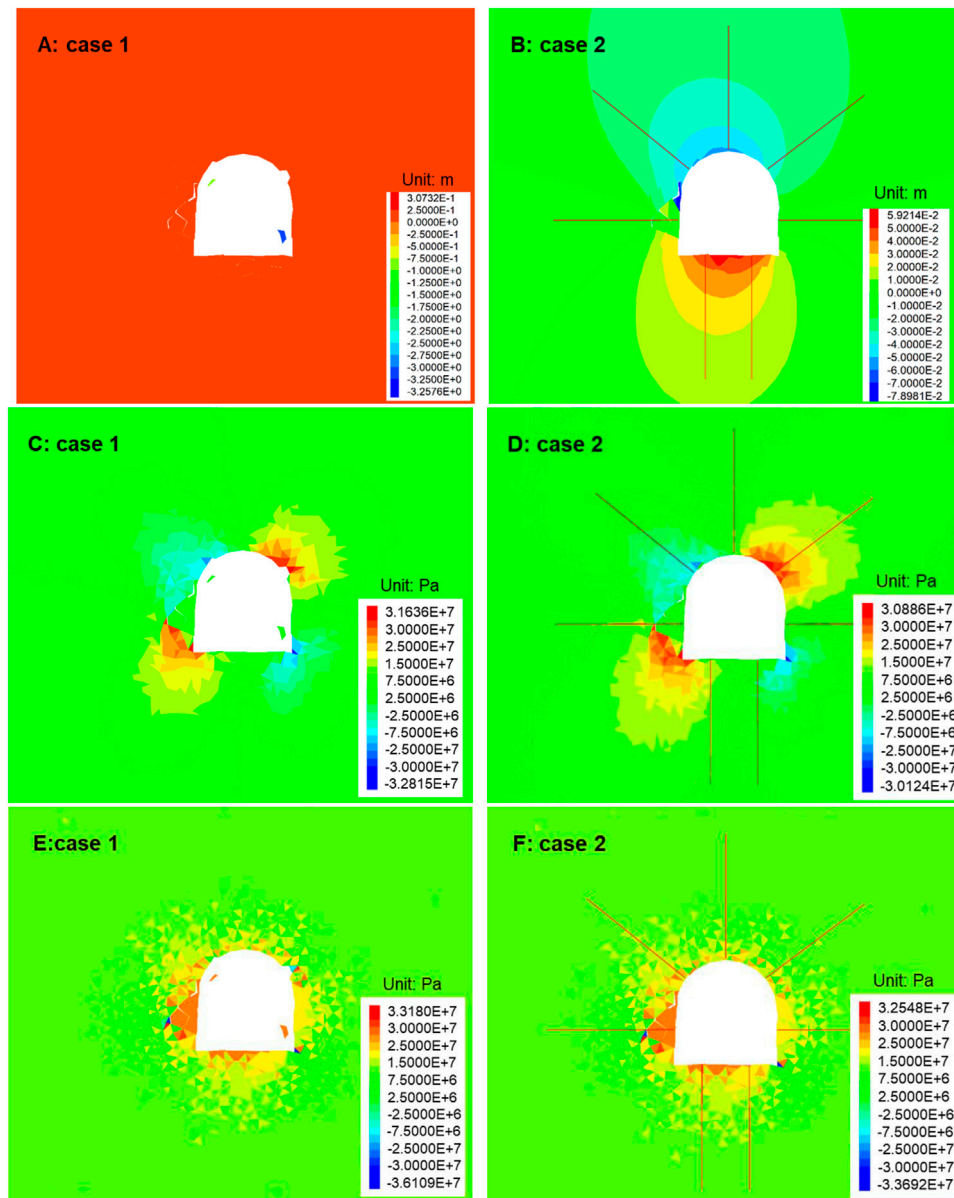 A: case 1
Unit: m
3.0732E-1
2.5000E-1
0.0000E+0
-2.5000E-1
-5.0000E-1
-7.5000E-1
-1.0000E+0
-1.2500E+0
-1.5000E+0
-1.7500E+0
-2.0000E+0
-2.2500E+0
-2.5000E+0
-2.7500E+0
-3.0000E+0
-3.2500E+0
-3.2576E+0
B: case 2
Unit: m
5.9214E-2
5.0000E-2
4.0000E-2
2.0000E-2
1.0000E-2
0.0000E+0
-1.0000E-2
-2.0000E-2
-3.0000E-2
-4.0000E-2
-5.0000E-2
-6.0000E-2
-7.0000E-2
-7.8981E-2
C: case 1
Unit: Pa
3.1636E+7
3.0000E+7
2.5000E+7
1.5000E+7
7.5000E+6
2.5000E+6
-2.5000E+6
-7.5000E+6
-2.5000E+7
-3.0000E+7
-3.2815E+7
D: case 2
Unit: Pa
3.0886E+7
3.0000E+7
2.5000E+7
1.5000E+7
7.5000E+6
2.5000E+6
-2.5000E+6
-7.5000E+6
-2.5000E+7
-3.0000E+7
-3.0124E+7
E:case 1
Unit: Pa
3.3180E+7
3.0000E+7
2.5000E+7
1.5000E+7
7.5000E+6
2.5000E+6
-2.5000E+6
-7.5000E+6
-2.5000E+7
-3.0000E+7
-3.6109E+7
F: case 2
Unit: Pa
3.2548E+7
3.0000E+7
2.5000E+7
1.5000E+7
7.5000E+6
2.5000E+6
-2.5000E+6
-7.5000E+6
-2.5000E+7
-3.0000E+7
-3.3692E+7